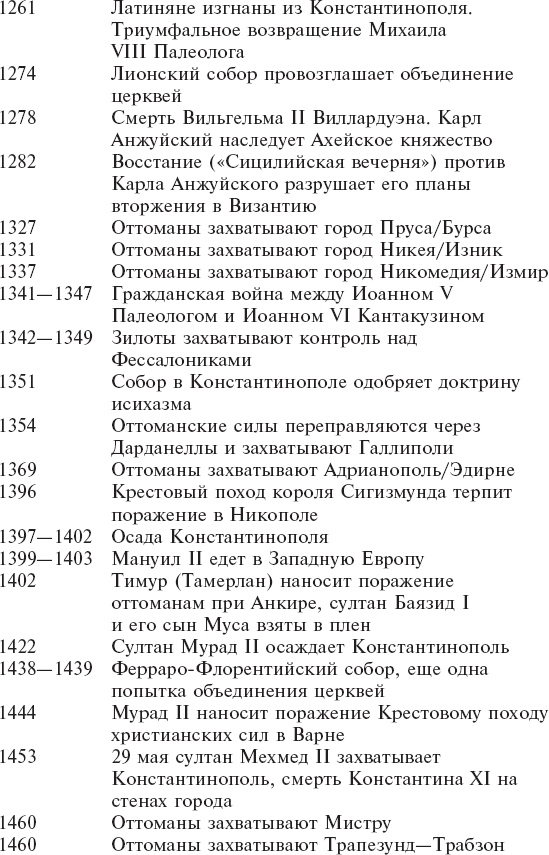 1261 Латиняне изгнаны из Константинополя.
Триумфальное возвращение Михаила
VIII Палеолога
1274 Лионский собор провозглашает объединение
церквей
1278 Смерть Вильгельма II Виллардуэна. Карл
Анжуйский наследует Ахейское княжество
1282 Восстание («Сицилийская вечерня») против
Карла Анжуйского разрушает его планы
вторжения в Византию
1327 Оттоманы захватывают город Пруса/Бурса
1331 Оттоманы захватывают город Никея/Изник
1337 Оттоманы захватывают город Никомедия/Измир
1341—1347 Гражданская война между Иоанном V
Палеологом и Иоанном VI Кантакузином
1342—1349 Зилоты захватывают контроль над
Фессалониками
1351 Собор в Константинополе одобряет доктрину
исихазма
1354 Оттоманские силы переправляются через
Дарданеллы и захватывают Галлиполи
1369 Оттоманы захватывают Адрианополь/Эдирне
1396 Крестовый поход короля Сигизмунда терпит
поражение в Никополе
1397—1402 Осада Константинополя
1399—1403 Мануил II едет в Западную Европу
1402 Тимур (Тамерлан) наносит поражение
оттоманам при Анкире, султан Баязид I
и его сын Муса взяты в плен
1422 Султан Мурад II осаждает Константинополь
1438—1439 Ферраро-Флорентийский собор, еще одна
попытка объединения церквей
1444 Мурад II наносит поражение Крестовому походу
христианских сил в Варне
1453 29 мая султан Мехмед II захватывает
Константинополь, смерть Константина XI на
стенах города
1460 Оттоманы захватывают Мистру
1460 Оттоманы захватывают Трапезунд—Трабзон